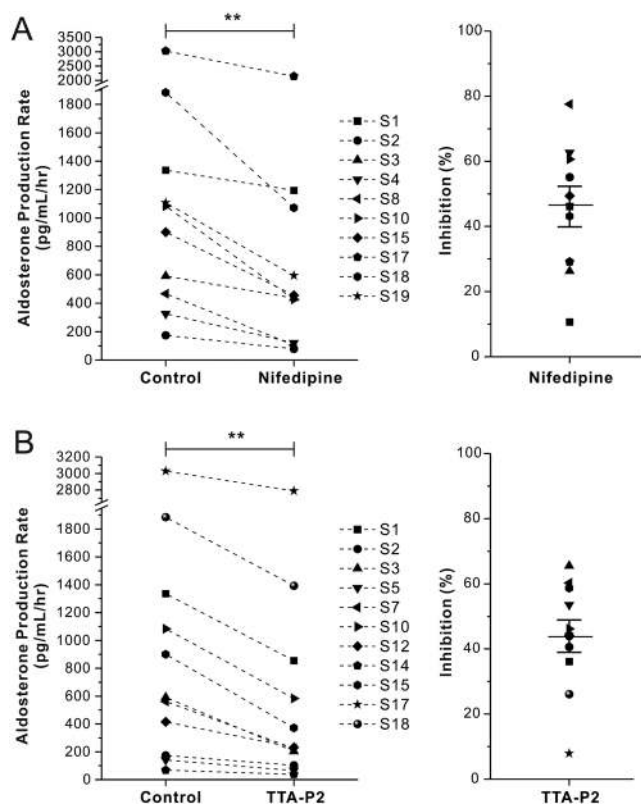 A
**
Aldosterone Production Rate
(pg/mL/hr)
3000
2500
2000
1800
1600
1400
1200
1000
800
600
400
200
0
Control
Nifedipine
S1
S2
S3
S4
S8
S10
S15
S17
S18
S19
Inhibition (%)
100
80
60
40
20
0
Nifedipine
B
**
Aldosterone Production Rate
(pg/mL/hr)
3200
3000
2800
1800
1600
1400
1200
1000
800
600
400
200
0
Control
TTA-P2
S1
S2
S3
S5
S7
S10
S12
S14
S15
S17
S18
Inhibition (%)
100
80
60
40
20
0
TTA-P2